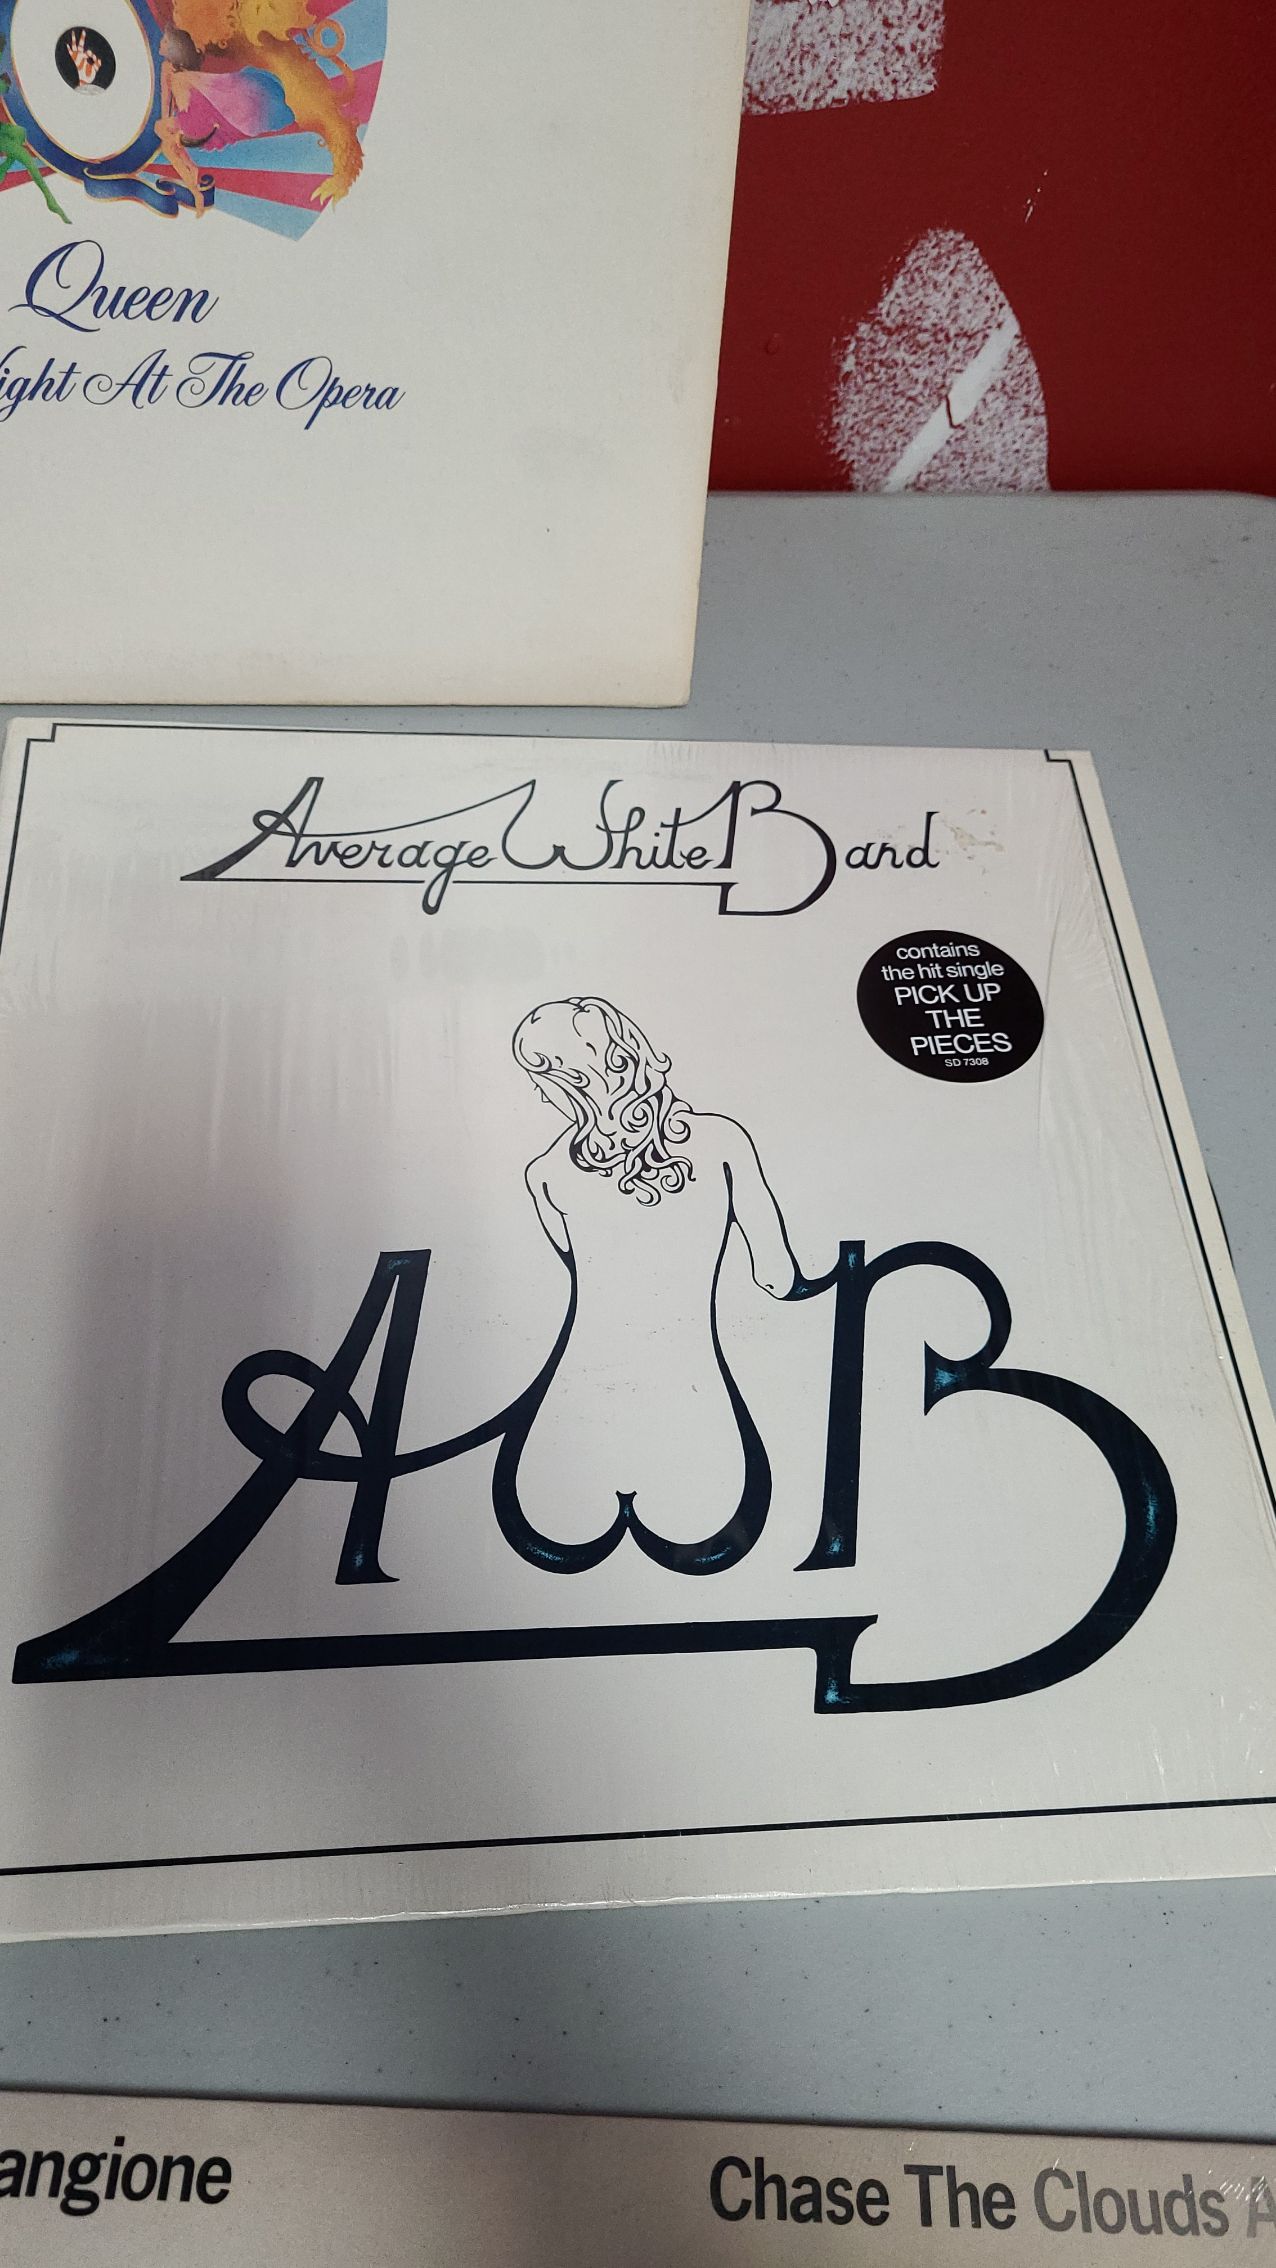 Queen
ight At The Opera
Average White Band
contains
the hit single
PICK UP
THE
PIECES
SD 7308
AWB
angione
Chase The Clouds A